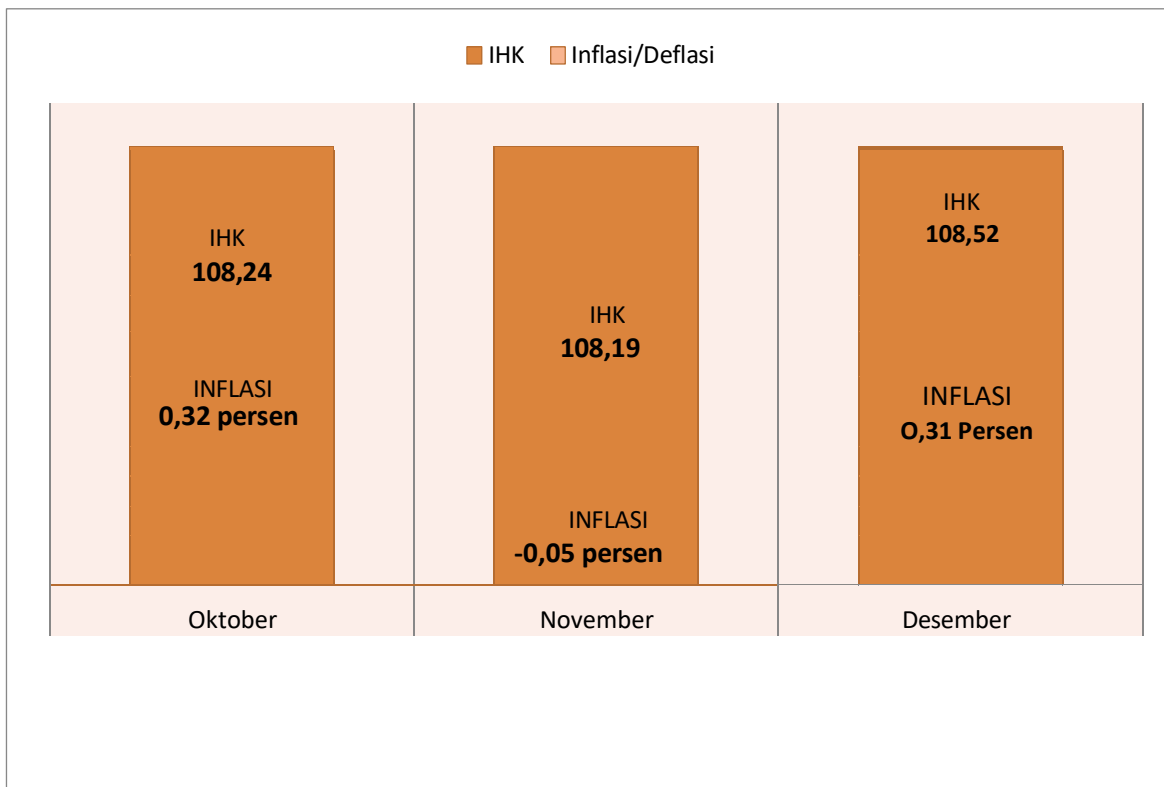 IHK Inflasi/Deflasi
IHK
108,24
INFLASI
0,32 persen
IHK
108,19
INFLASI
-0,05 persen
IHK
108,52
INFLASI
O,31 Persen
Oktober
November
Desember